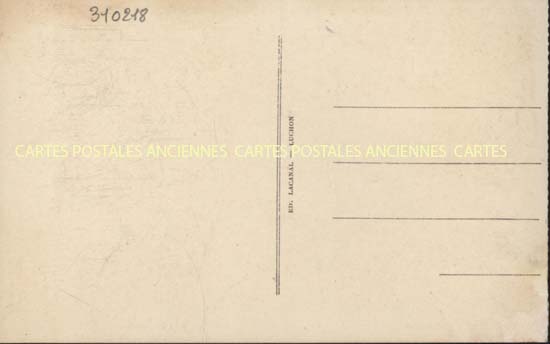 310218
CARTES POSTALES ANCIENNES CARTES POSTALES ANCIENNES CARTES
ED. LACANAL - LUCHON